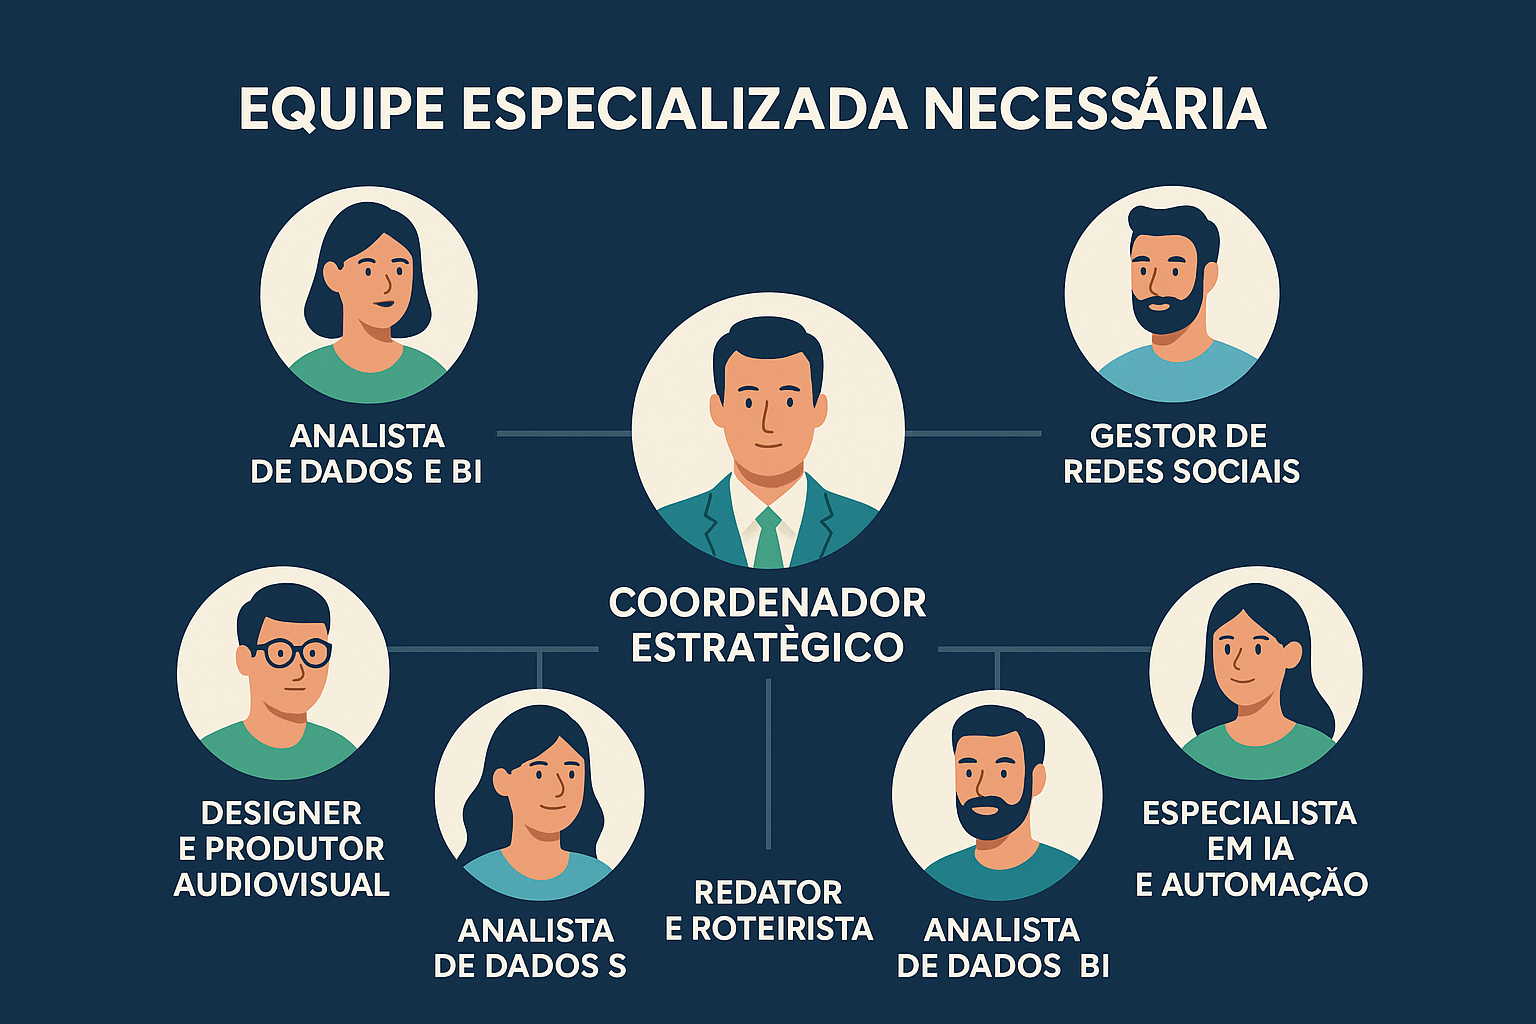 EQUIPE ESPECIALIZADA NECESSÁRIA
ANALISTA
DE DADOS E BI
GESTOR DE
REDES SOCIAIS
COORDENADOR
ESTRATÈGICO
DESIGNER
E PRODUTOR
AUDIOVISUAL
ANALISTA
DE DADOS S
REDATOR
E ROTEIRISTA
ANALISTA
DE DADOS BI
ESPECIALISTA
EM IA
E AUTOMAÇÃO